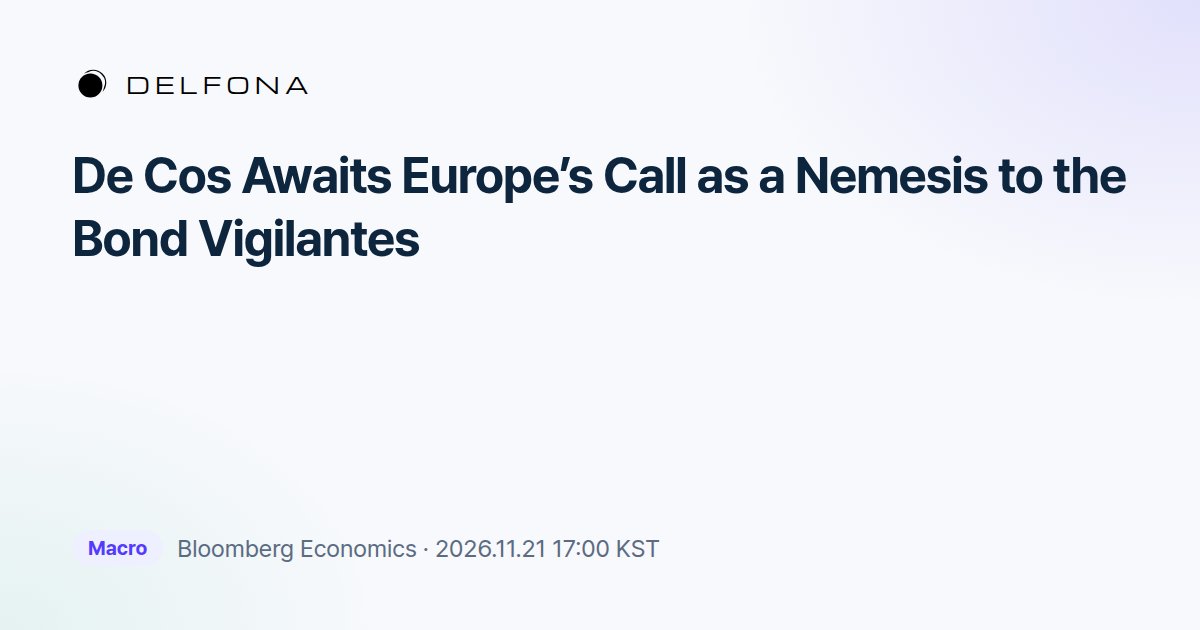 DELFONA
De Cos Awaits Europe’s Call as a Nemesis to the
Bond Vigilantes
Macro Bloomberg Economics · 2026.11.21 17:00 KST